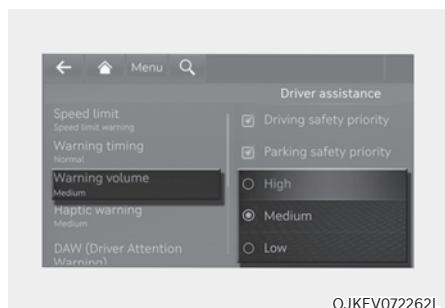 Menu
Driver assistance
Speed limit
Speed limit warning
Warning timing
Normal
Warning volume
Medium
Haptic warning
Medium
DAW (Driver Attention
Warning)
Driving safety priority
Parking safety priority
High
Medium
Low
OJKEV072262L